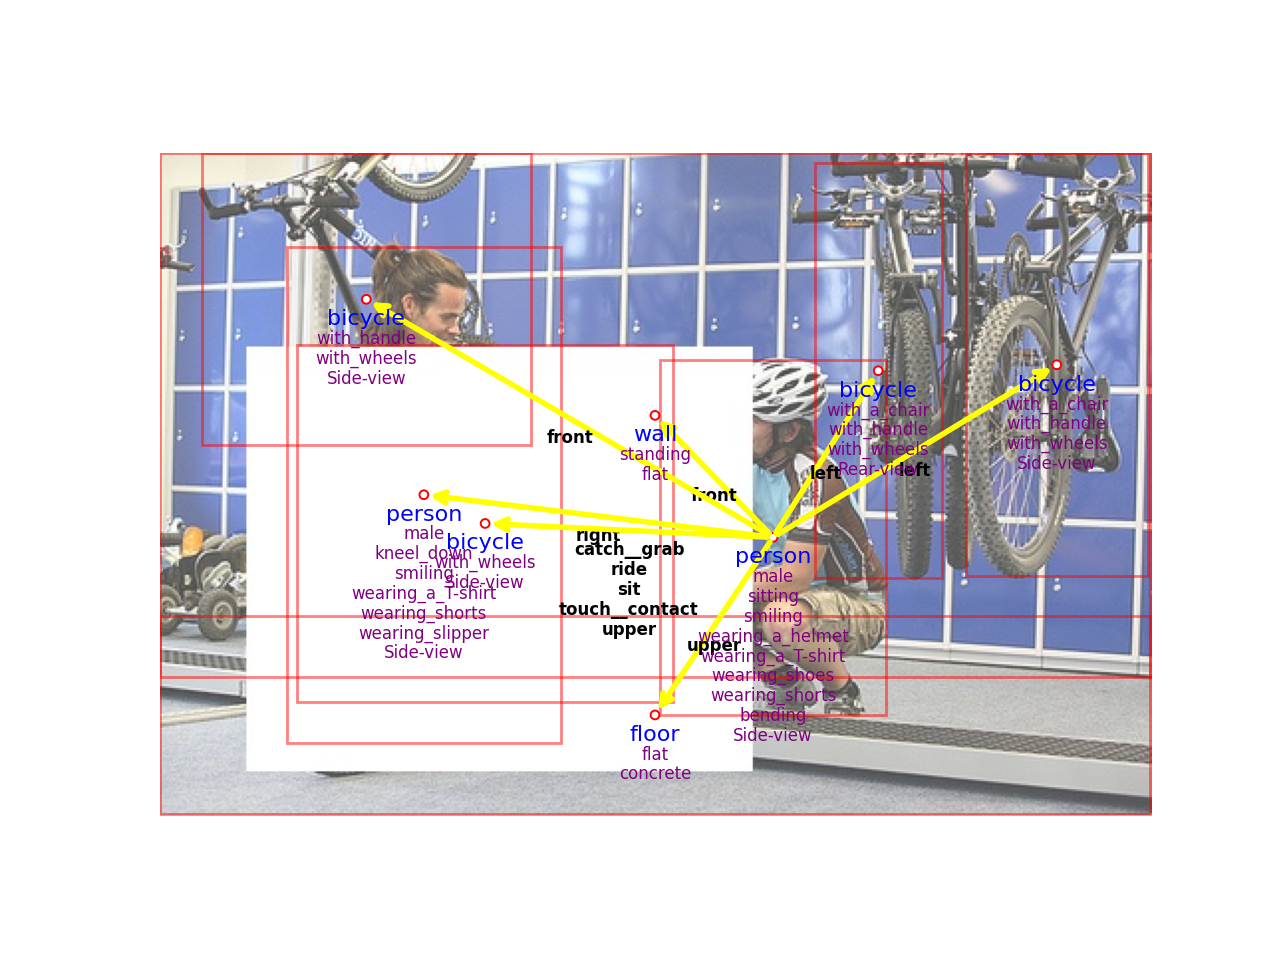 bicycle
with_handle
with_wheels
Side-view
front
wall
standing
flat
front
bicycle
with_a_chair
with_handle
with_wheels
Rear-view
left
bicycle
with_a_chair
with_handle
with_wheels
Side-view
left
person
male
kneel_down
smiling
wearing_a_T-shirt
wearing_shorts
wearing_slipper
Side-view
bicycle
with_wheels
Side-view
right
catch__grab
ride
sit
touch__contact
upper
person
male
sitting
smiling
wearing_a_helmet
wearing_a_T-shirt
wearing_shoes
wearing_shorts
bending
Side-view
upper
floor
flat
concrete